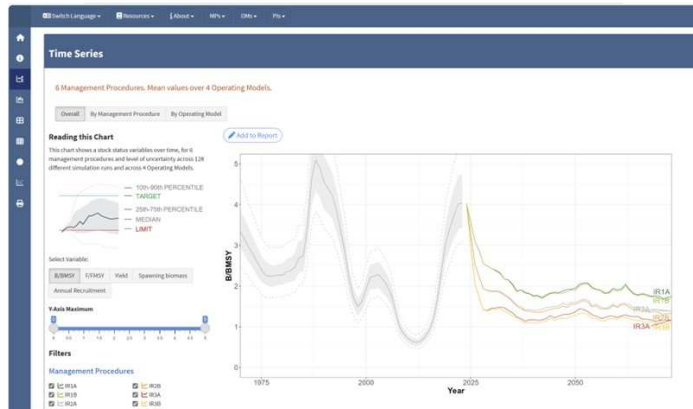 Switch Language
Resources
About
MPs
OMs
PIs
Time Series
6 Management Procedures. Mean values over 4 Operating Models.
Overall
By Management Procedure
By Operating Model
Reading this Chart
Add to Report
This chart shows a stock status variables over time, for 6
management procedures and level of uncertainty across 128
different simulation runs and across 4 Operating Models.
10th-90th PERCENTILE
TARGET
25th-75th PERCENTILE
MEDIAN
LIMIT
Select Variable:
B/BMSY
F/FMSY
Yield
Spawning biomass
Annual Recruitment
Y-Axis Maximum
Filters
Management Procedures
IR1A
IR2B
IR1B
IR3A
IR2A
IR3B
B/BMSY
5
4
3
2
1
0
1975
2000
2025
2050
Year
IR1A
IR1B
IR2A
IR2B
IR3A